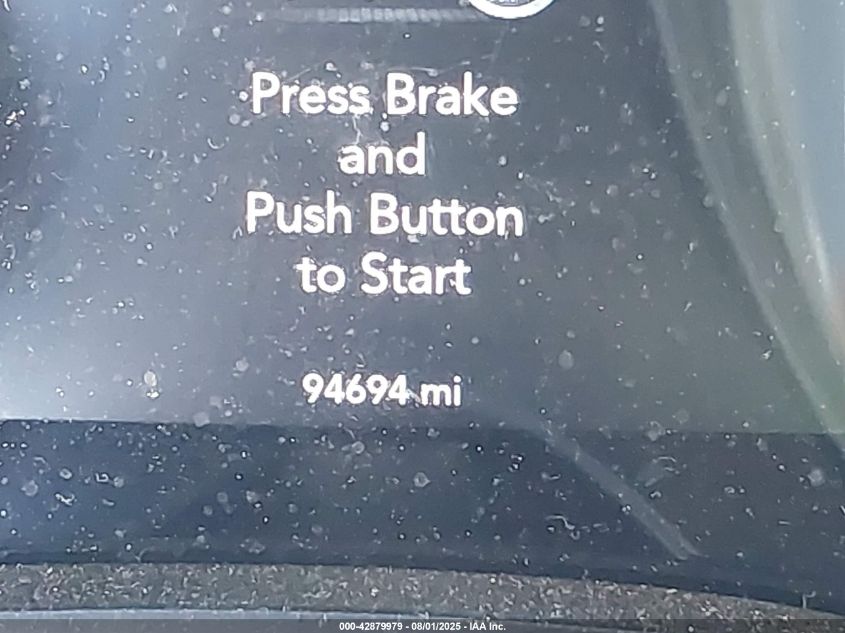 Press Brake
and
Push Button
to Start
94694 mi
000-42879979 - 08/01/2025 - IAA Inc.